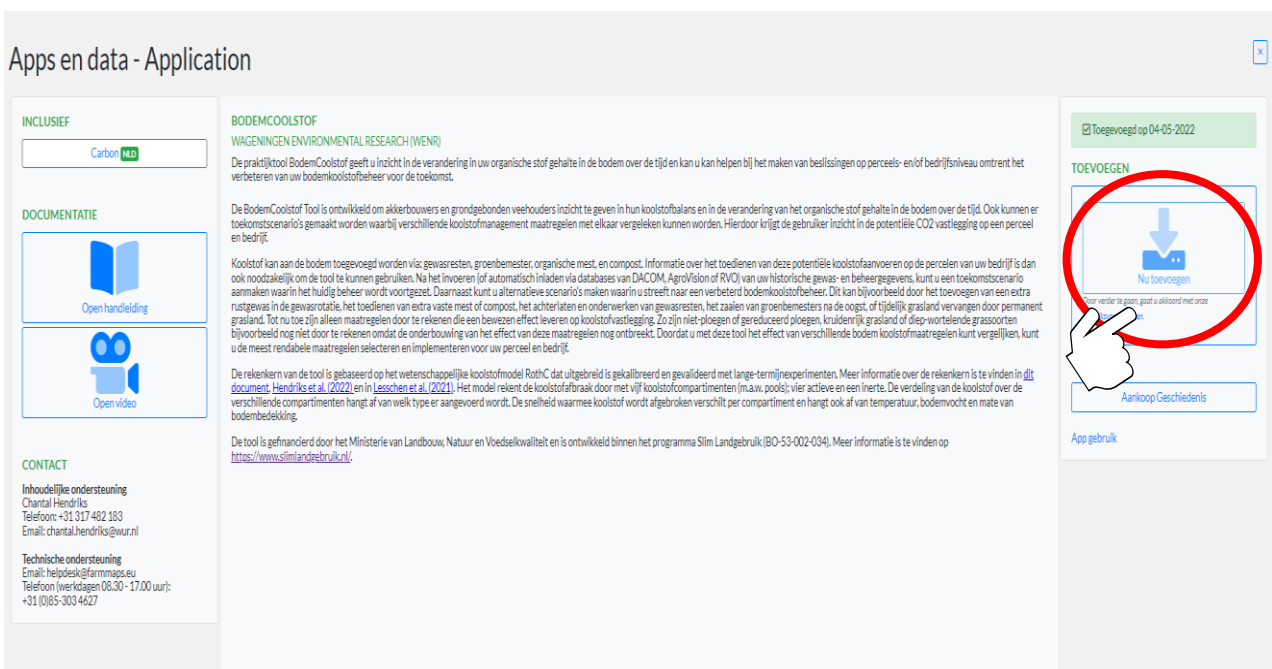 Apps en data - Application
x
INCLUSIEF
Carbon NLD
DOCUMENTATIE
Open handleiding
Open video
CONTACT
Inhoudelijke ondersteuning
Chantal Hendriks
Telefoon: +31 317 482 183
Email: chantal.hendriks@wur.nl
Technische ondersteuning
Email: helpdesk@farmmaps.eu
Telefoon (werkdagen 08.30 - 17.00 uur):
+31 (0)85-303 4627
BODEMCOOLSTOF
WAGENINGEN ENVIRONMENTAL RESEARCH (WENR)
De praktijktool BodemCoolstof geeft u inzicht in de verandering in uw organische stof gehalte in de bodem over de tijd en kan u kan helpen bij het maken van beslissingen op perceels- en/of bedrijfsniveau omtrent het
verbeteren van uw bodemkoolstofbeheer voor de toekomst.
De BodemCoolstof Tool is ontwikkeld om akkerbouwers en grondgebonden veehouders inzicht te geven in hun koolstofbalans en in de verandering van het organische stof gehalte in de bodem over de tijd. Ook kunnen er
toekomstscenario's gemaakt worden waarbij verschillende koolstofmanagement maatregelen met elkaar vergeleken kunnen worden. Hierdoor krijgt de gebruiker inzicht in de potentiële CO2 vastlegging op een perceel
en bedrijf.
Koolstof kan aan de bodem toegevoegd worden via: gewasresten, groenbemester, organische mest, en compost. Informatie over het toedienen van deze potentiële koolstofaanvoeren op de percelen van uw bedrijf is dan
ook noodzakelijk om de tool te kunnen gebruiken. Na het invoeren (of automatisch inladen via databases van DACOM, AgroVision of RVO) van uw historische gewas- en beheergegevens, kunt u een toekomstscenario
aanmaken waarin het huidig beheer wordt voortgezet. Daarnaast kunt u alternatieve scenario's maken waarin u streeft naar een verbeterd bodemkoolstofbeheer. Dit kan bijvoorbeeld door het toevoegen van een extra
rustgewas in de gewasrotatie, het toedienen van extra vaste mest of compost, het achterlaten en onderwerken van gewasresten, het zaaien van groenbemesters na de oogst, of tijdelijk grasland vervangen door permanent
grasland. Tot nu toe zijn alleen maatregelen door te rekenen die een bewezen effect leveren op koolstofvastlegging. Zo zijn niet-ploegen of gereduceerd ploegen, kruidenrijk grasland of diep-wortelende grassoorten
bijvoorbeeld nog niet door te rekenen omdat de onderbouwing van het effect van deze maatregelen nog ontbreekt. Doordat u met deze tool het effect van verschillende bodem koolstofmaatregelen kunt vergelijken, kunt
u de meest rendabele maatregelen selecteren en implementeren voor uw perceel en bedrijf.
De rekenkern van de tool is gebaseerd op het wetenschappelijke koolstofmodel RothC dat uitgebreid is gekalibreerd en gevalideerd met lange-termijnexperimenten. Meer informatie over de rekenkern is te vinden in dit
document, Hendriks et al. (2022) en in Lesschen et al. (2021). Het model rekent de koolstofafbraak door met vijf koolstofcompartimenten (m.a.w. pools); vier actieve en een inerte. De verdeling van de koolstof over de
verschillende compartimenten hangt af van welk type er aangevoerd wordt. De snelheid waarmee koolstof wordt afgebroken verschilt per compartiment en hangt ook af van temperatuur, bodemvocht en mate van
bodembedekking.
De tool is gefinancierd door het Ministerie van Landbouw, Natuur en Voedselkwaliteit en is ontwikkeld binnen het programma Slim Landgebruik (BO-53-002-034). Meer informatie is te vinden op
https://www.slimlandgebruik.nl/.
Toegevoegd op 04-05-2022
TOEVOEGEN
Nu toevoegen
Door verder te gaan, gaat u akkoord met onze
Aankoop Geschiedenis
App gebruik